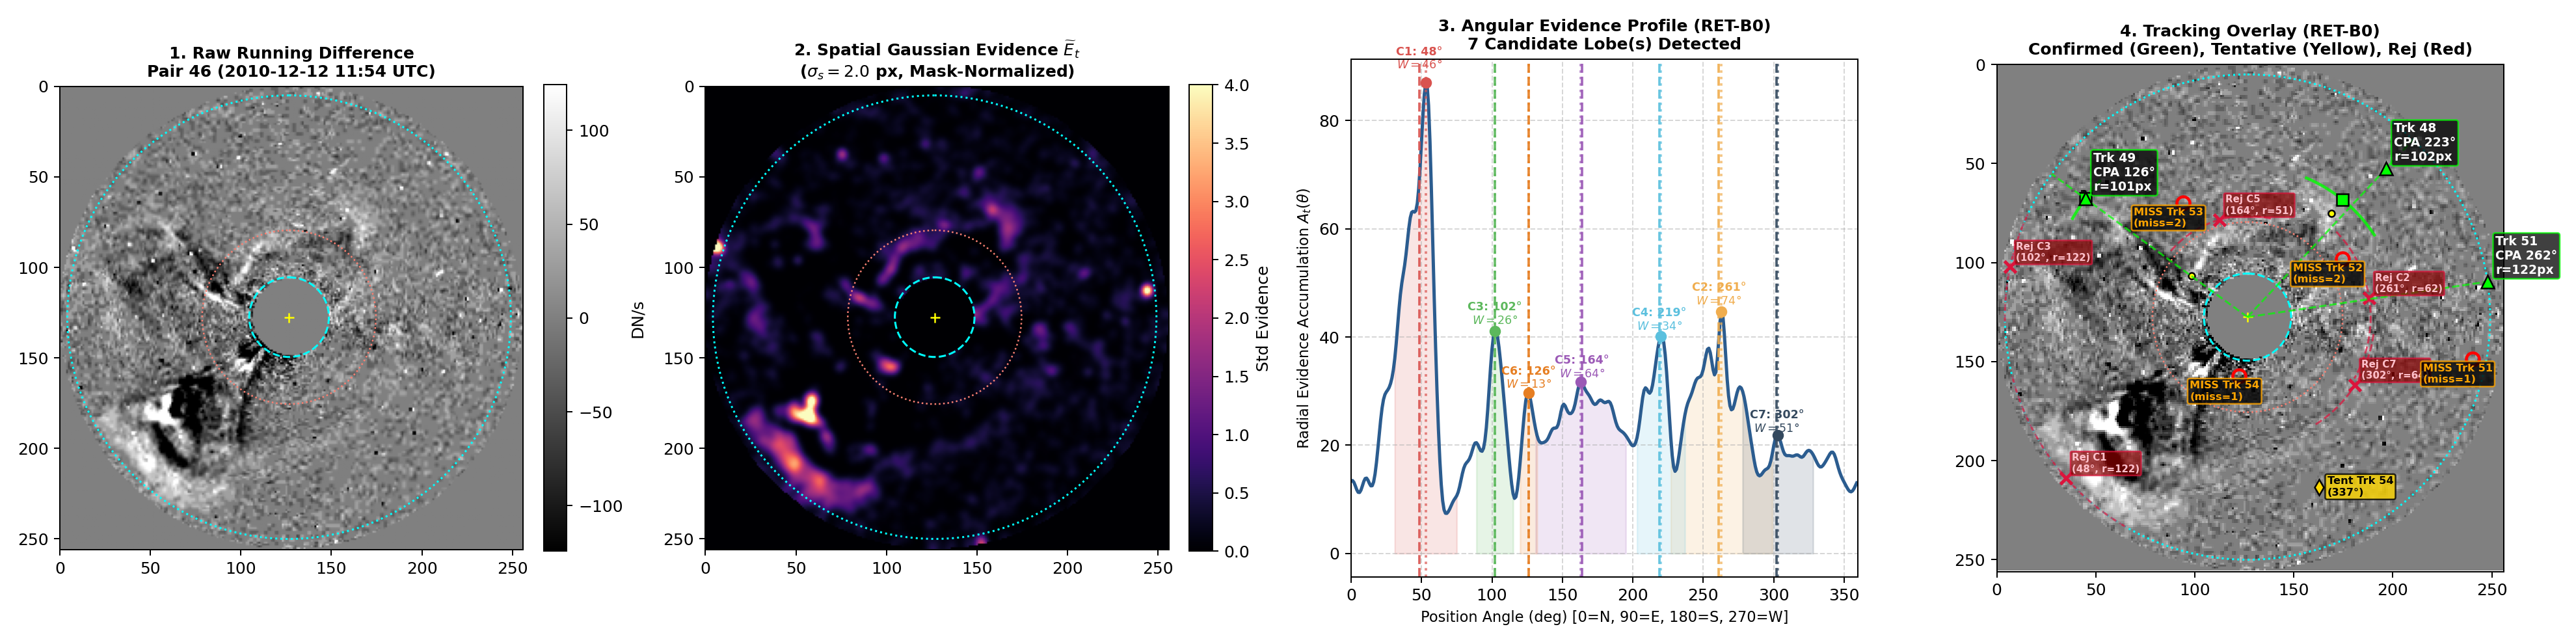 1. Raw Running Difference
Pair 46 (2010-12-12 11:54 UTC)
0
50
100
150
200
250
0
50
100
150
200
250
100
50
0
−50
−100
DN/s
2. Spatial Gaussian Evidence Ẽₜ
(σₛ = 2.0 px, Mask-Normalized)
0
50
100
150
200
250
0
50
100
150
200
250
4.0
3.5
3.0
2.5
2.0
1.5
1.0
0.5
0.0
Std Evidence
3. Angular Evidence Profile (RET-B0)
7 Candidate Lobe(s) Detected
C1: 48°
W=46°
C3: 102°
W=26°
C6: 126°
W=13°
C5: 164°
W=64°
C4: 219°
W=34°
C2: 261°
W=74°
C7: 302°
W=51°
80
60
40
20
0
0
50
100
150
200
250
300
350
Radial Evidence Accumulation Aₜ(θ)
Position Angle (deg) [0=N, 90=E, 180=S, 270=W]
4. Tracking Overlay (RET-B0)
Confirmed (Green), Tentative (Yellow), Rej (Red)
0
50
100
150
200
250
0
50
100
150
200
250
Trk 48
CPA 223°
r=102px
Trk 49
CPA 126°
r=101px
Rej C5
(164°, r=51)
MISS Trk 53
(miss=2)
Rej C3
(102°, r=122)
Trk 51
CPA 262°
r=122px
MISS Trk 52
(miss=2)
Rej C2
(261°, r=62)
Rej C7
(302°, r=6
MISS Trk 51
(miss=1)
MISS Trk 54
(miss=1)
Rej C1
(48°, r=122)
Tent Trk 54
(337°)